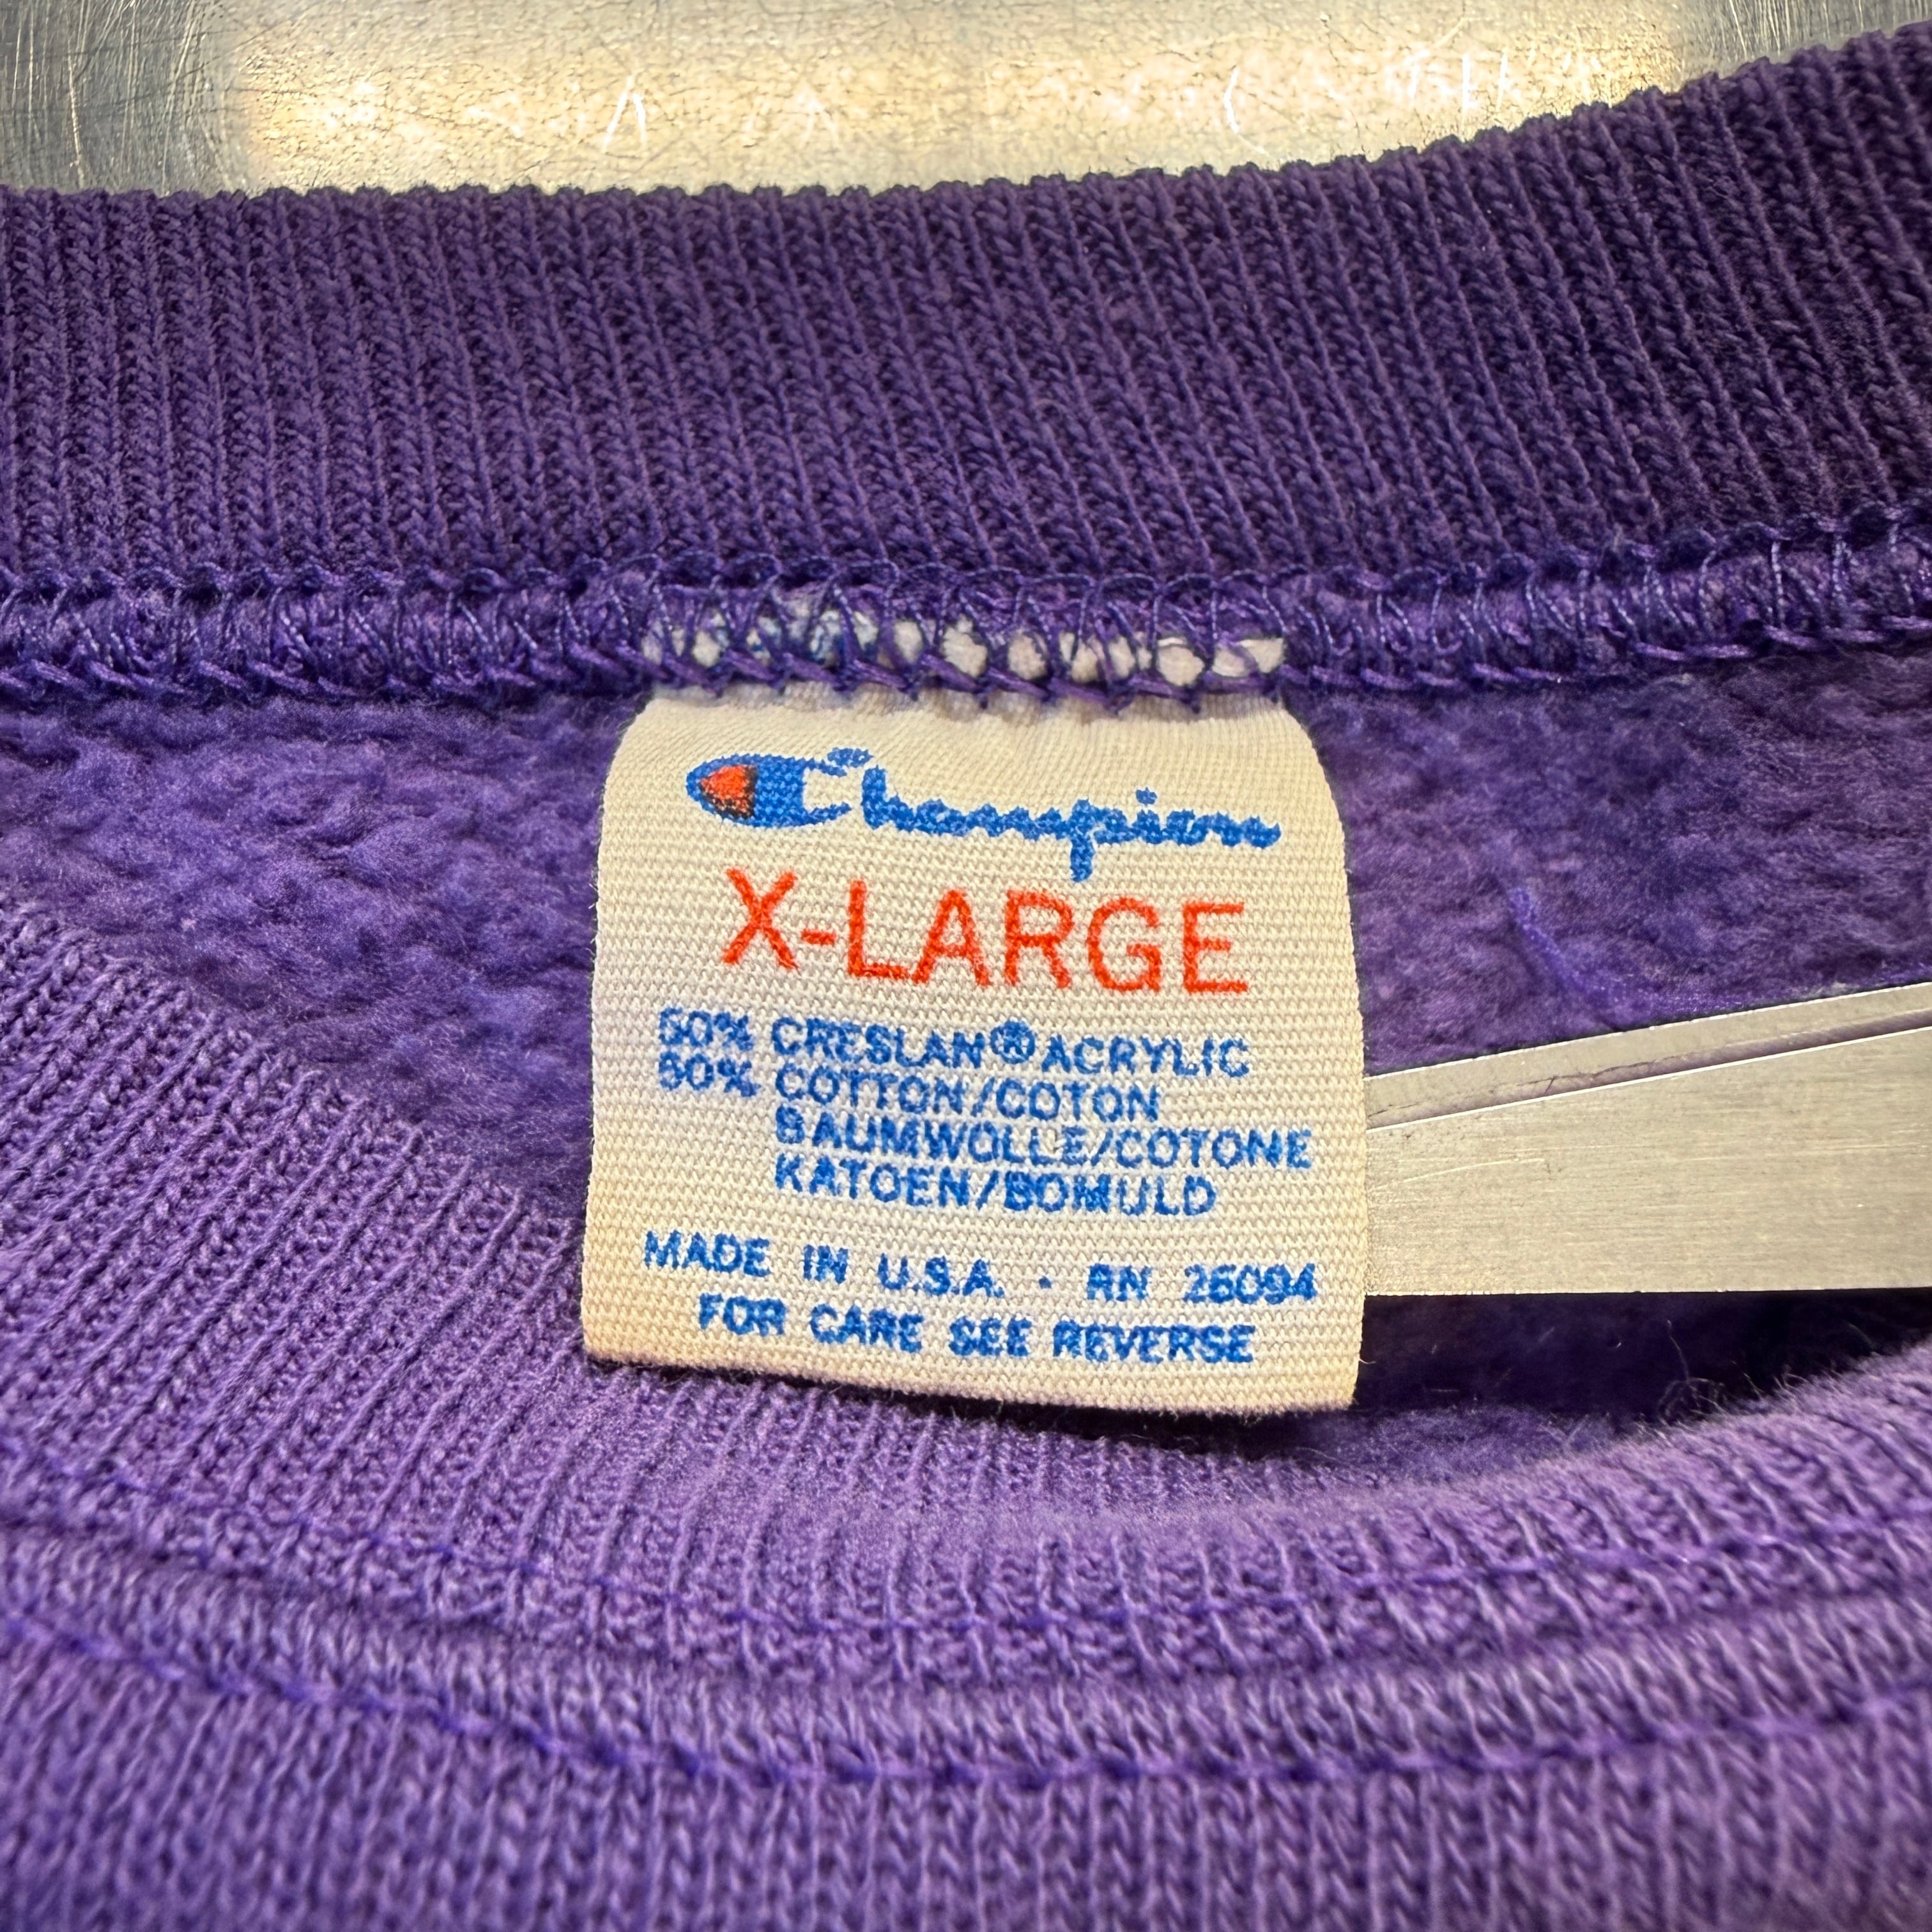 Champion
X-LARGE
50% CRESLAN® ACRYLIC
50% COTTON/COTON
BAUMWOLLE/COTONE
KATOEN/BOMULD
MADE IN U.S.A. · RN 26094
FOR CARE SEE REVERSE